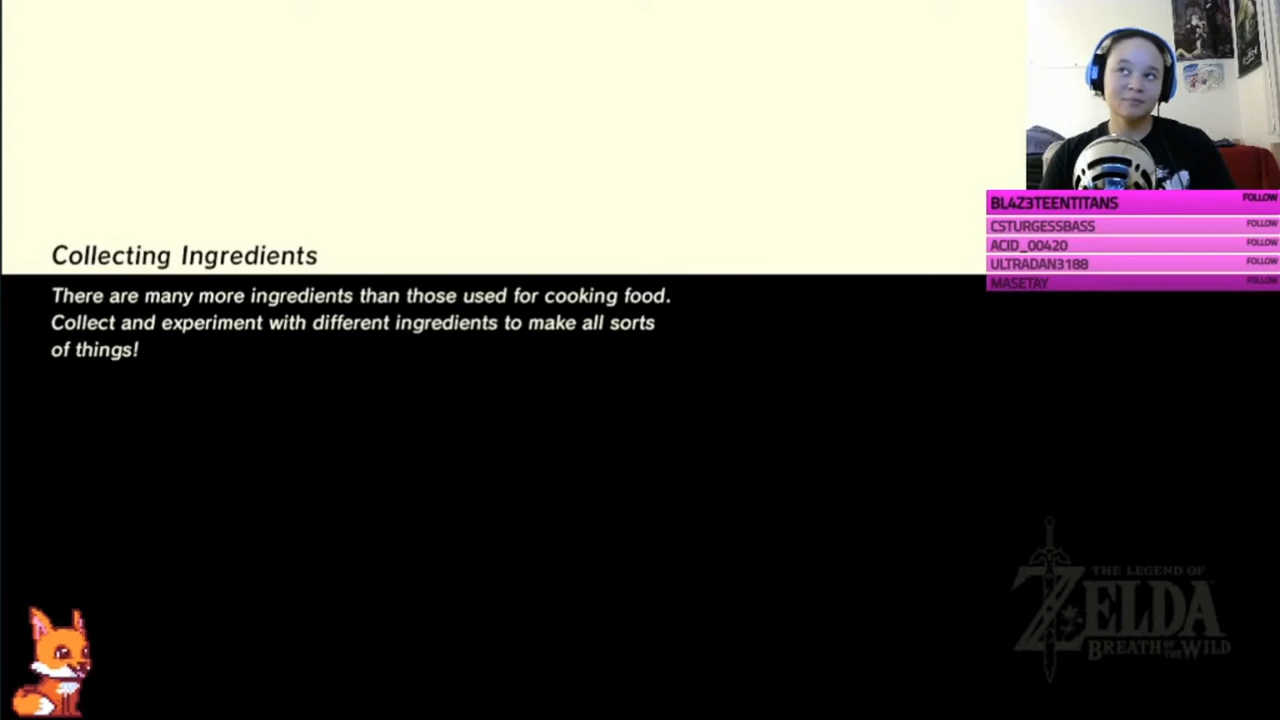 BL4Z3TEENTITANS FOLLOW
CSTURGESSBASS FOLLOW
ACID_00420 FOLLOW
ULTRADAN3188 FOLLOW
MASETAY FOLLOW
Collecting Ingredients
There are many more ingredients than those used for cooking food.
Collect and experiment with different ingredients to make all sorts
of things!
THE LEGEND OF
ZELDA
BREATH OF THE WILD